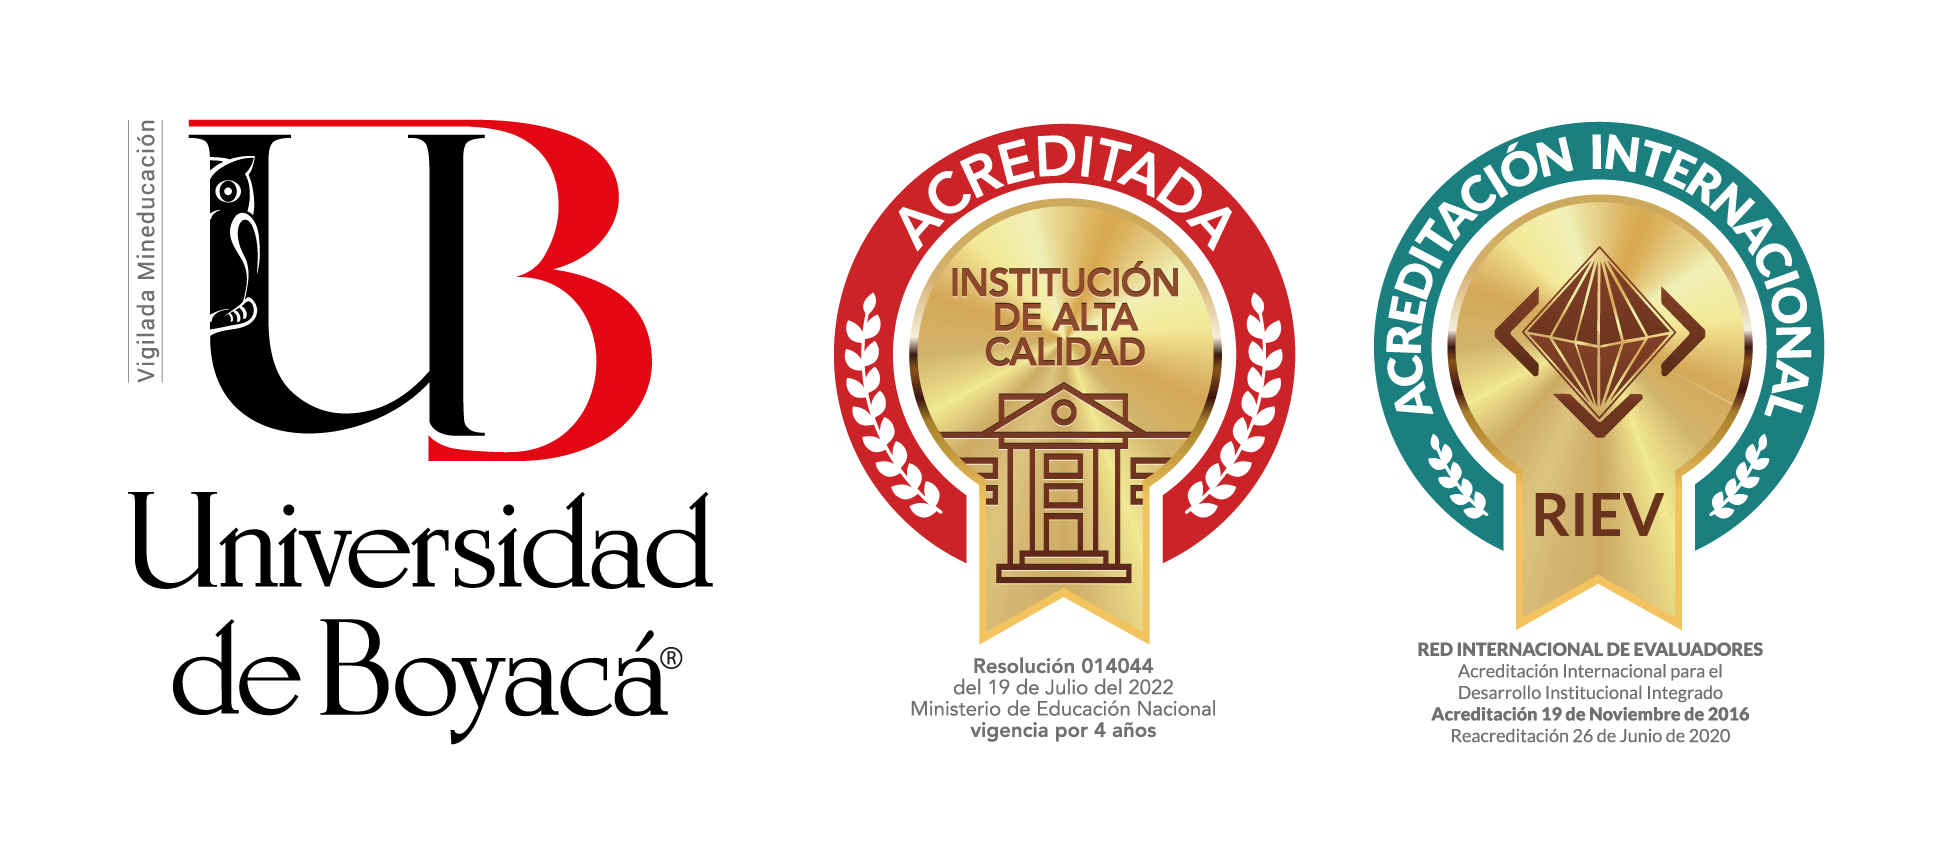 Vigilada Mineducación
UB
Universidad
de Boyacá®
ACREDITADA
INSTITUCIÓN
DE ALTA
CALIDAD
Resolución 014044
del 19 de Julio del 2022
Ministerio de Educación Nacional
vigencia por 4 años
ACREDITACIÓN INTERNACIONAL
RIEV
RED INTERNACIONAL DE EVALUADORES
Acreditación Internacional para el
Desarrollo Institucional Integrado
Acreditación 19 de Noviembre de 2016
Reacreditación 26 de Junio de 2020